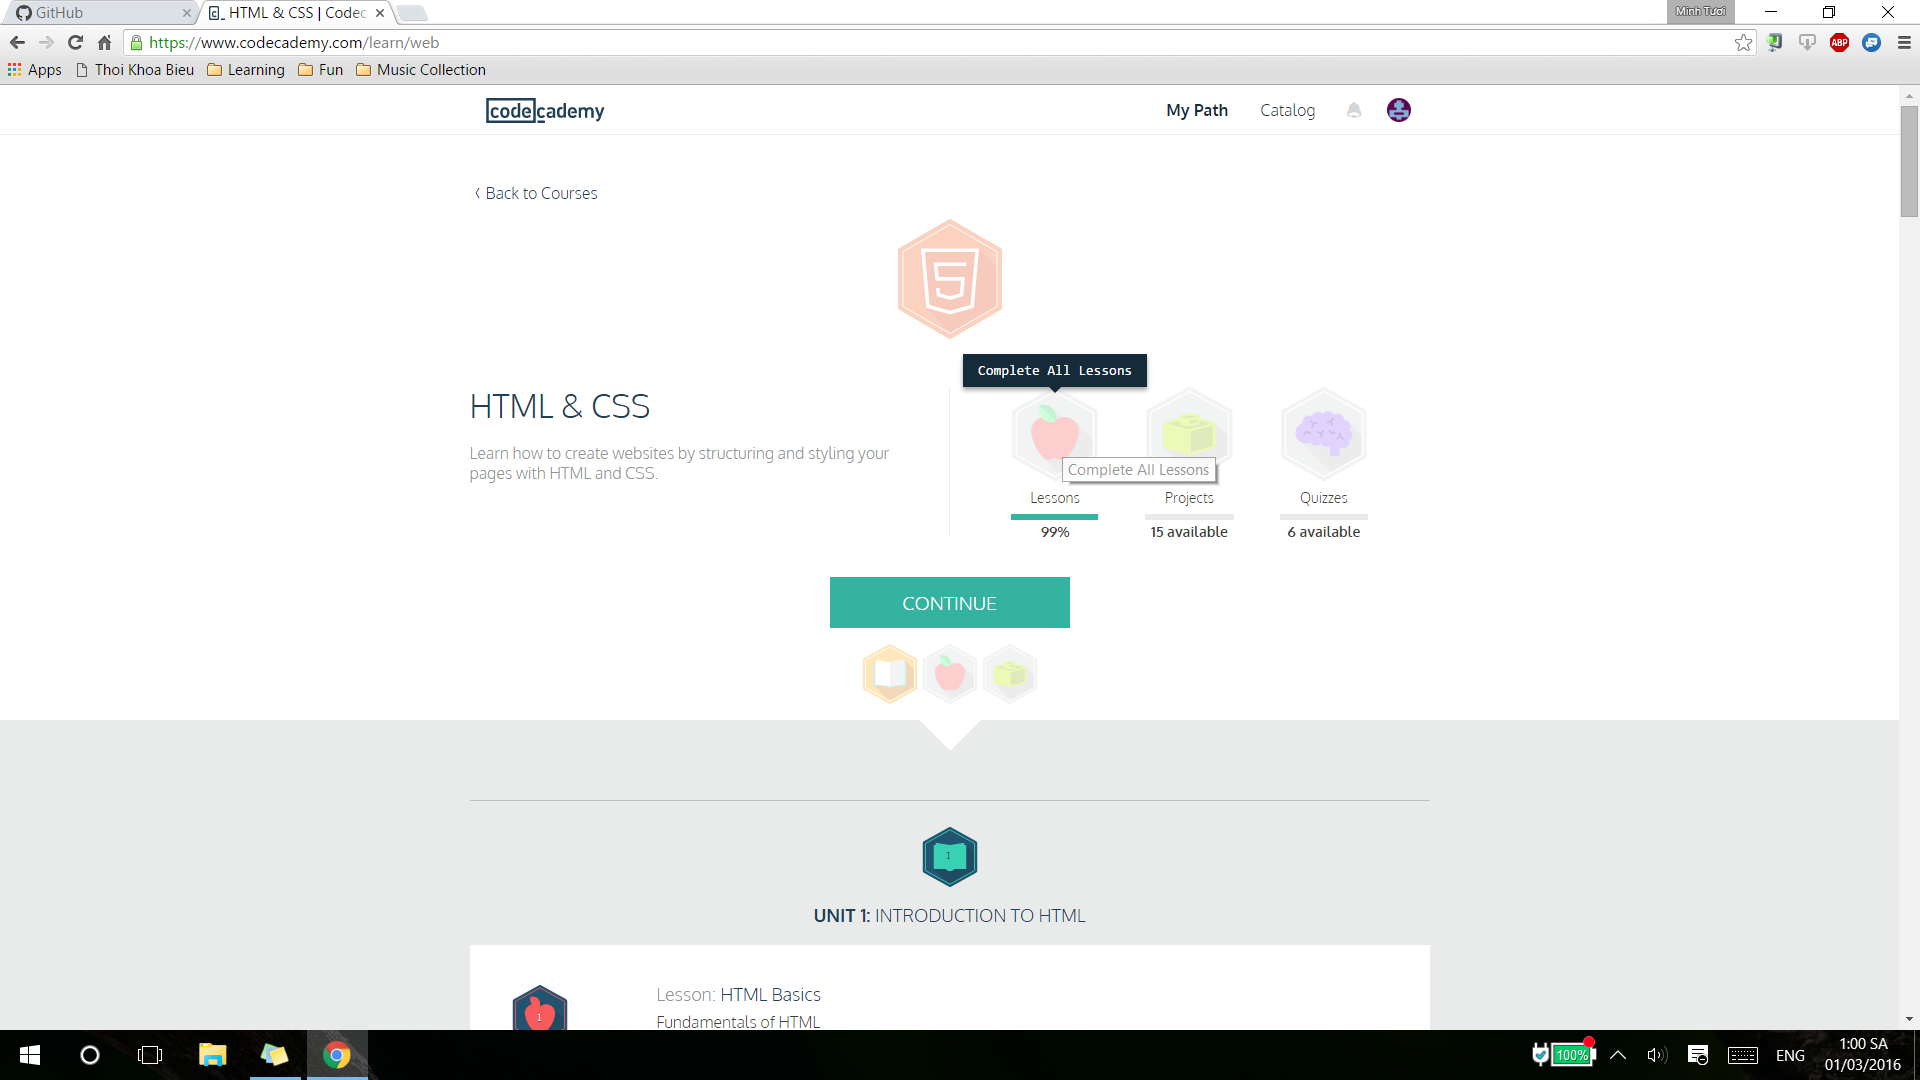 GitHub
HTML & CSS | Codec
Minh Tươi
https://www.codecademy.com/learn/web
ABP
Apps
Thoi Khoa Bieu
Learning
Fun
Music Collection
codecademy
My Path
Catalog
Back to Courses
Complete All Lessons
HTML & CSS
Learn how to create websites by structuring and styling your
pages with HTML and CSS.
Complete All Lessons
Lessons
Projects
Quizzes
99%
15 available
6 available
CONTINUE
UNIT 1: INTRODUCTION TO HTML
Lesson: HTML Basics
1
Fundamentals of HTML
100%
ENG
1:00 SA
01/03/2016